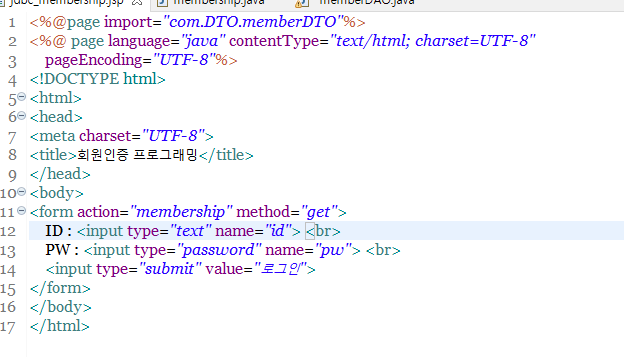 jdbc_membership.jsp membership.java memberDAO.java
1 <%@page import="com.DTO.memberDTO"%>
2 <%@ page language="java" contentType="text/html; charset=UTF-8"
3 pageEncoding="UTF-8"%>
4 <!DOCTYPE html>
5 <html>
6 <head>
7 <meta charset="UTF-8">
8 <title>회원인증 프로그래밍</title>
9 </head>
10 <body>
11 <form action="membership" method="get">
12 ID : <input type="text" name="id"> <br>
13 PW : <input type="password" name="pw"> <br>
14 <input type="submit" value="로그인">
15 </form>
16 </body>
17 </html>